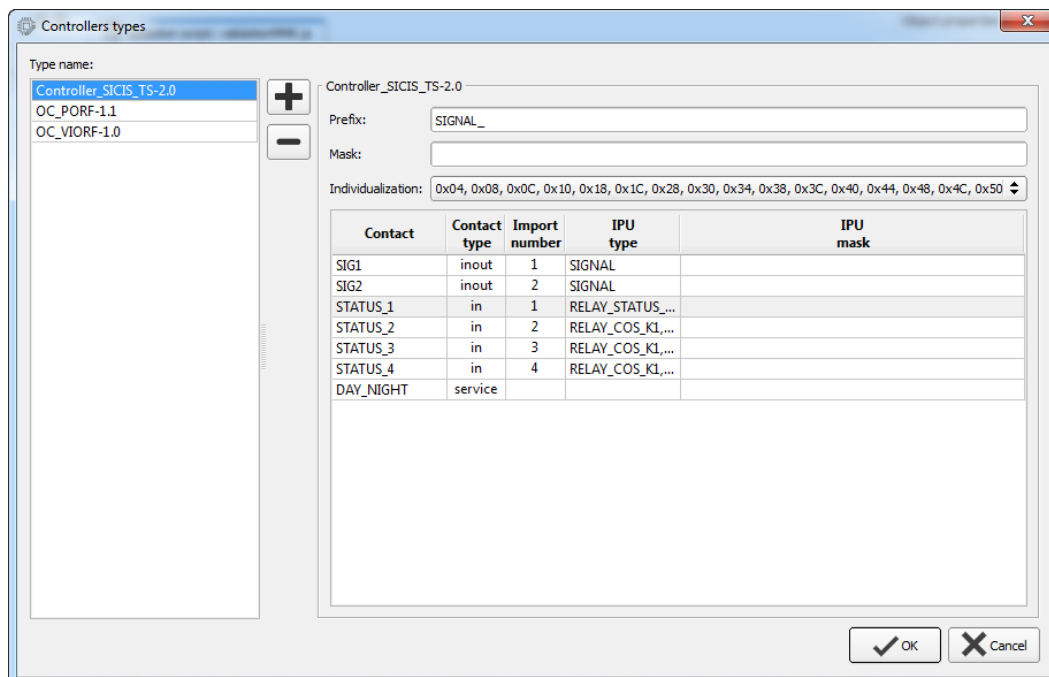 Controllers types
Type name:
Controller_SICIS_TS-2.0
OC_PORF-1.1
OC_VIORF-1.0
Controller_SICIS_TS-2.0
Prefix: SIGNAL_
Mask:
Individualization: 0x04, 0x08, 0x0C, 0x10, 0x18, 0x1C, 0x28, 0x30, 0x34, 0x38, 0x3C, 0x40, 0x44, 0x48, 0x4C, 0x50
Contact Contact type Import number IPU type IPU mask
SIG1 inout 1 SIGNAL
SIG2 inout 2 SIGNAL
STATUS_1 in 1 RELAY_STATUS_...
STATUS_2 in 2 RELAY_COS_K1,...
STATUS_3 in 3 RELAY_COS_K1,...
STATUS_4 in 4 RELAY_COS_K1,...
DAY_NIGHT service
OK Cancel